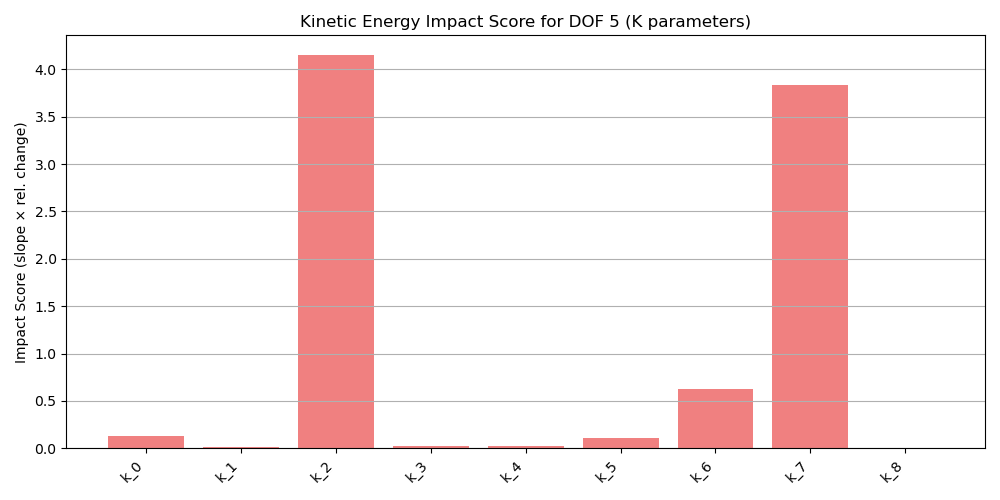 Kinetic Energy Impact Score for DOF 5 (K parameters)
Impact Score (slope × rel. change)
4.0
3.5
3.0
2.5
2.0
1.5
1.0
0.5
0.0
k_0
k_1
k_2
k_3
k_4
k_5
k_6
k_7
k_8